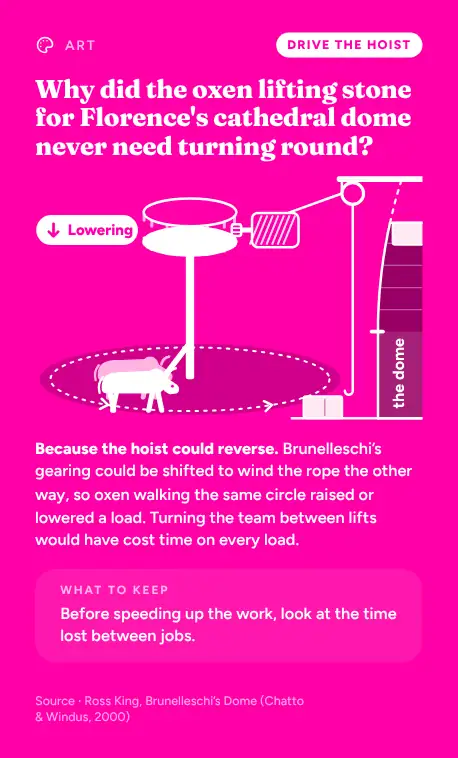 ART
DRIVE THE HOIST
Why did the oxen lifting stone
for Florence's cathedral dome
never need turning round?
↓ Lowering
the dome
Because the hoist could reverse. Brunelleschi’s
gearing could be shifted to wind the rope the other
way, so oxen walking the same circle raised or
lowered a load. Turning the team between lifts
would have cost time on every load.
WHAT TO KEEP
Before speeding up the work, look at the time
lost between jobs.
Source · Ross King, Brunelleschi’s Dome (Chatto
& Windus, 2000)